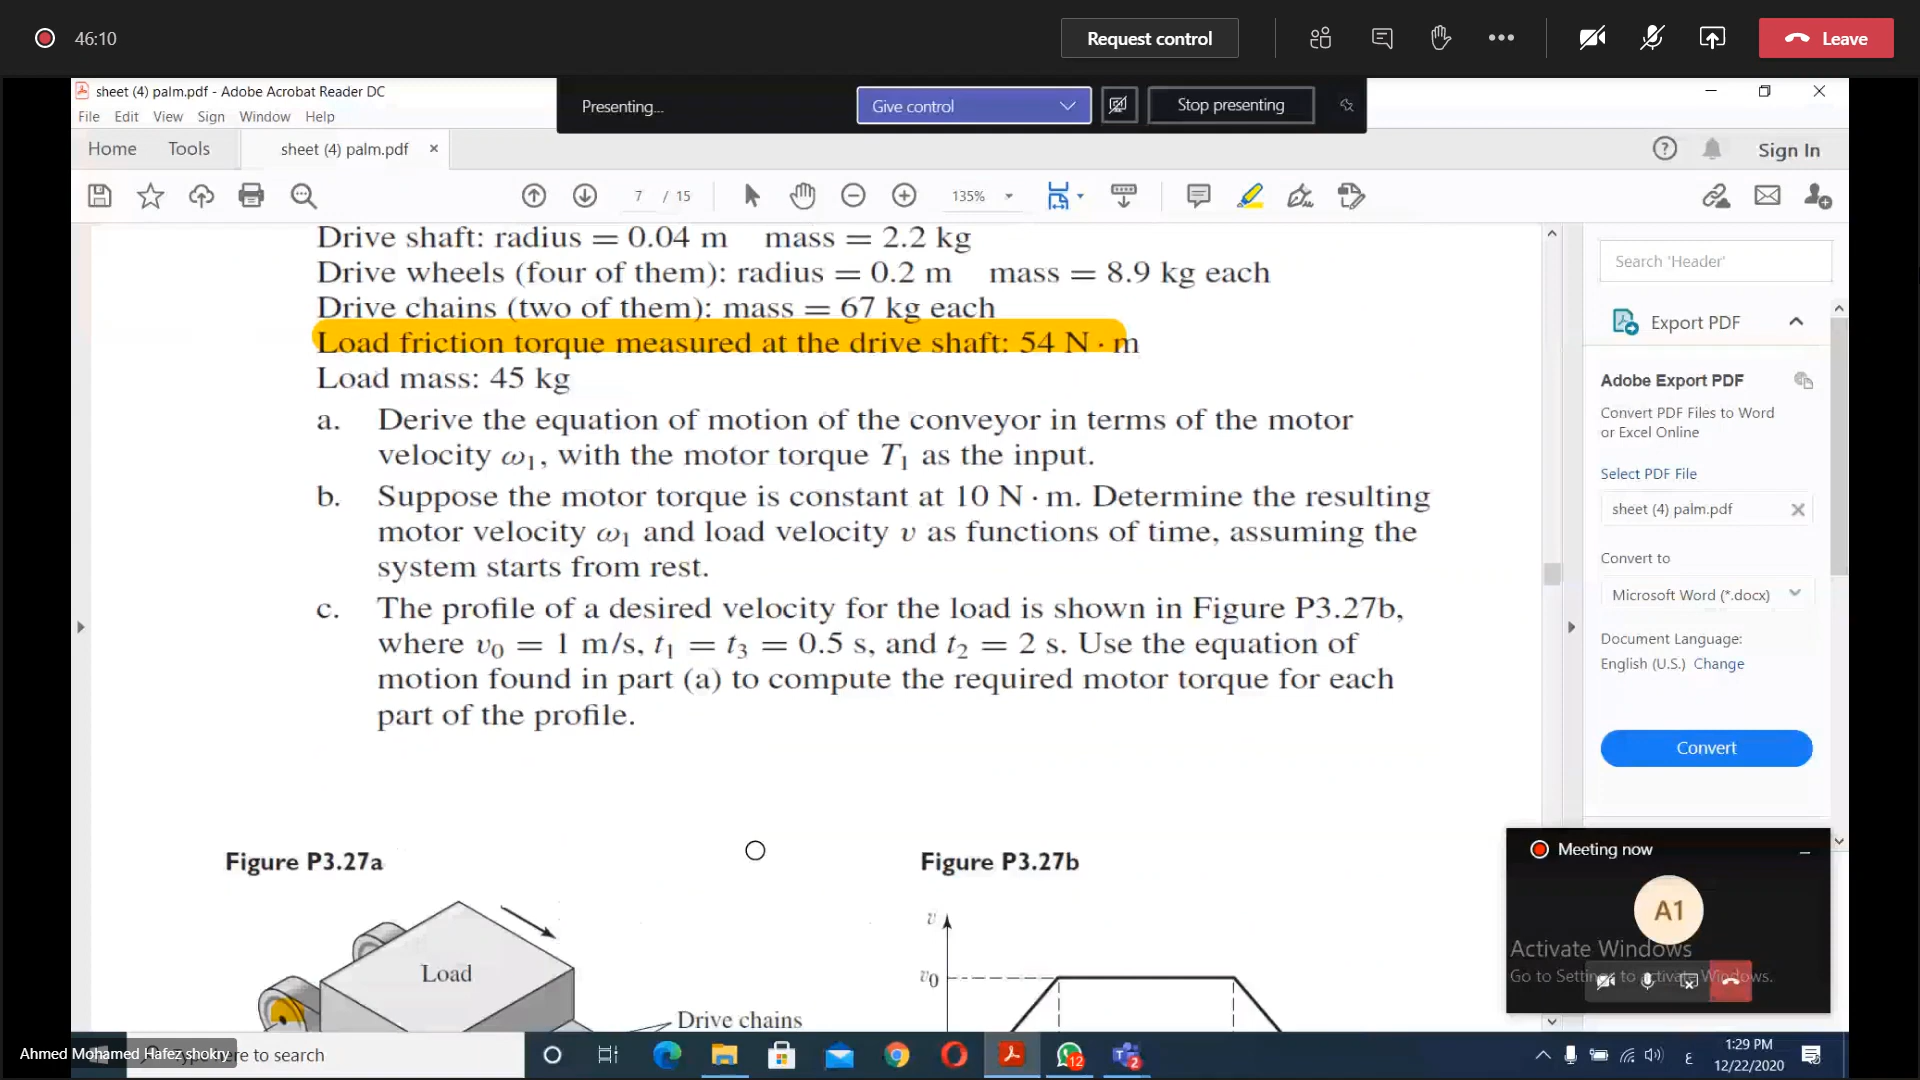 46:10
Request control
Leave
sheet (4) palm.pdf - Adobe Acrobat Reader DC
Presenting...
Give control
Stop presenting
File Edit View Sign Window Help
Home Tools sheet (4) palm.pdf × Sign In
7 / 15 135%
Drive shaft: radius = 0.04 m mass = 2.2 kg
Drive wheels (four of them): radius = 0.2 m mass = 8.9 kg each
Drive chains (two of them): mass = 67 kg each
Load friction torque measured at the drive shaft: 54 N · m
Load mass: 45 kg
a. Derive the equation of motion of the conveyor in terms of the motor
velocity ω₁, with the motor torque T₁ as the input.
b. Suppose the motor torque is constant at 10 N · m. Determine the resulting
motor velocity ω₁ and load velocity v as functions of time, assuming the
system starts from rest.
c. The profile of a desired velocity for the load is shown in Figure P3.27b,
where v₀ = 1 m/s, t₁ = t₃ = 0.5 s, and t₂ = 2 s. Use the equation of
motion found in part (a) to compute the required motor torque for each
part of the profile.
Figure P3.27a
Load
Drive chains
Figure P3.27b
v
v₀
Search 'Header'
Export PDF
Adobe Export PDF
Convert PDF Files to Word
or Excel Online
Select PDF File
sheet (4) palm.pdf
Convert to
Microsoft Word (*.docx)
Document Language:
English (U.S.) Change
Convert
Meeting now
A1
Activate Windows
Go to Settings to activate Windows.
Ahmed Mohamed Hafez shokry
here to search
12
2
ع
1:29 PM
12/22/2020